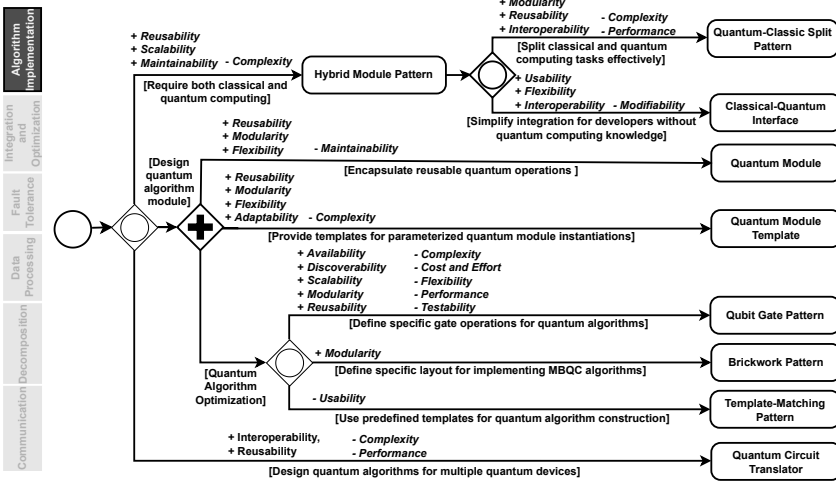 Algorithm
Implementation
Integration
and
Optimization
Fault
Tolerance
Data
Processing
Decomposition
Communication
+ Modularity
+ Reusability - Complexity
+ Interoperability - Performance
[Split classical and quantum
computing tasks effectively]
Quantum-Classic Split
Pattern
+ Reusability
+ Scalability
+ Maintainability - Complexity
[Require both classical and
quantum computing]
Hybrid Module Pattern
+ Usability
+ Flexibility
+ Interoperability - Modifiability
[Simplify integration for developers without
quantum computing knowledge]
Classical-Quantum
Interface
[Design
quantum
algorithm
module]
+ Reusability
+ Modularity
+ Flexibility - Maintainability
[Encapsulate reusable quantum operations ]
Quantum Module
+ Reusability
+ Modularity
+ Flexibility
+ Adaptability - Complexity
[Provide templates for parameterized quantum module instantiations]
Quantum Module
Template
+ Availability - Complexity
+ Discoverability - Cost and Effort
+ Scalability - Flexibility
+ Modularity - Performance
+ Reusability - Testability
[Define specific gate operations for quantum algorithms]
Qubit Gate Pattern
[Quantum
Algorithm
Optimization]
+ Modularity
[Define specific layout for implementing MBQC algorithms]
Brickwork Pattern
- Usability
[Use predefined templates for quantum algorithm construction]
Template-Matching
Pattern
+ Interoperability, - Complexity
+ Reusability - Performance
[Design quantum algorithms for multiple quantum devices]
Quantum Circuit
Translator